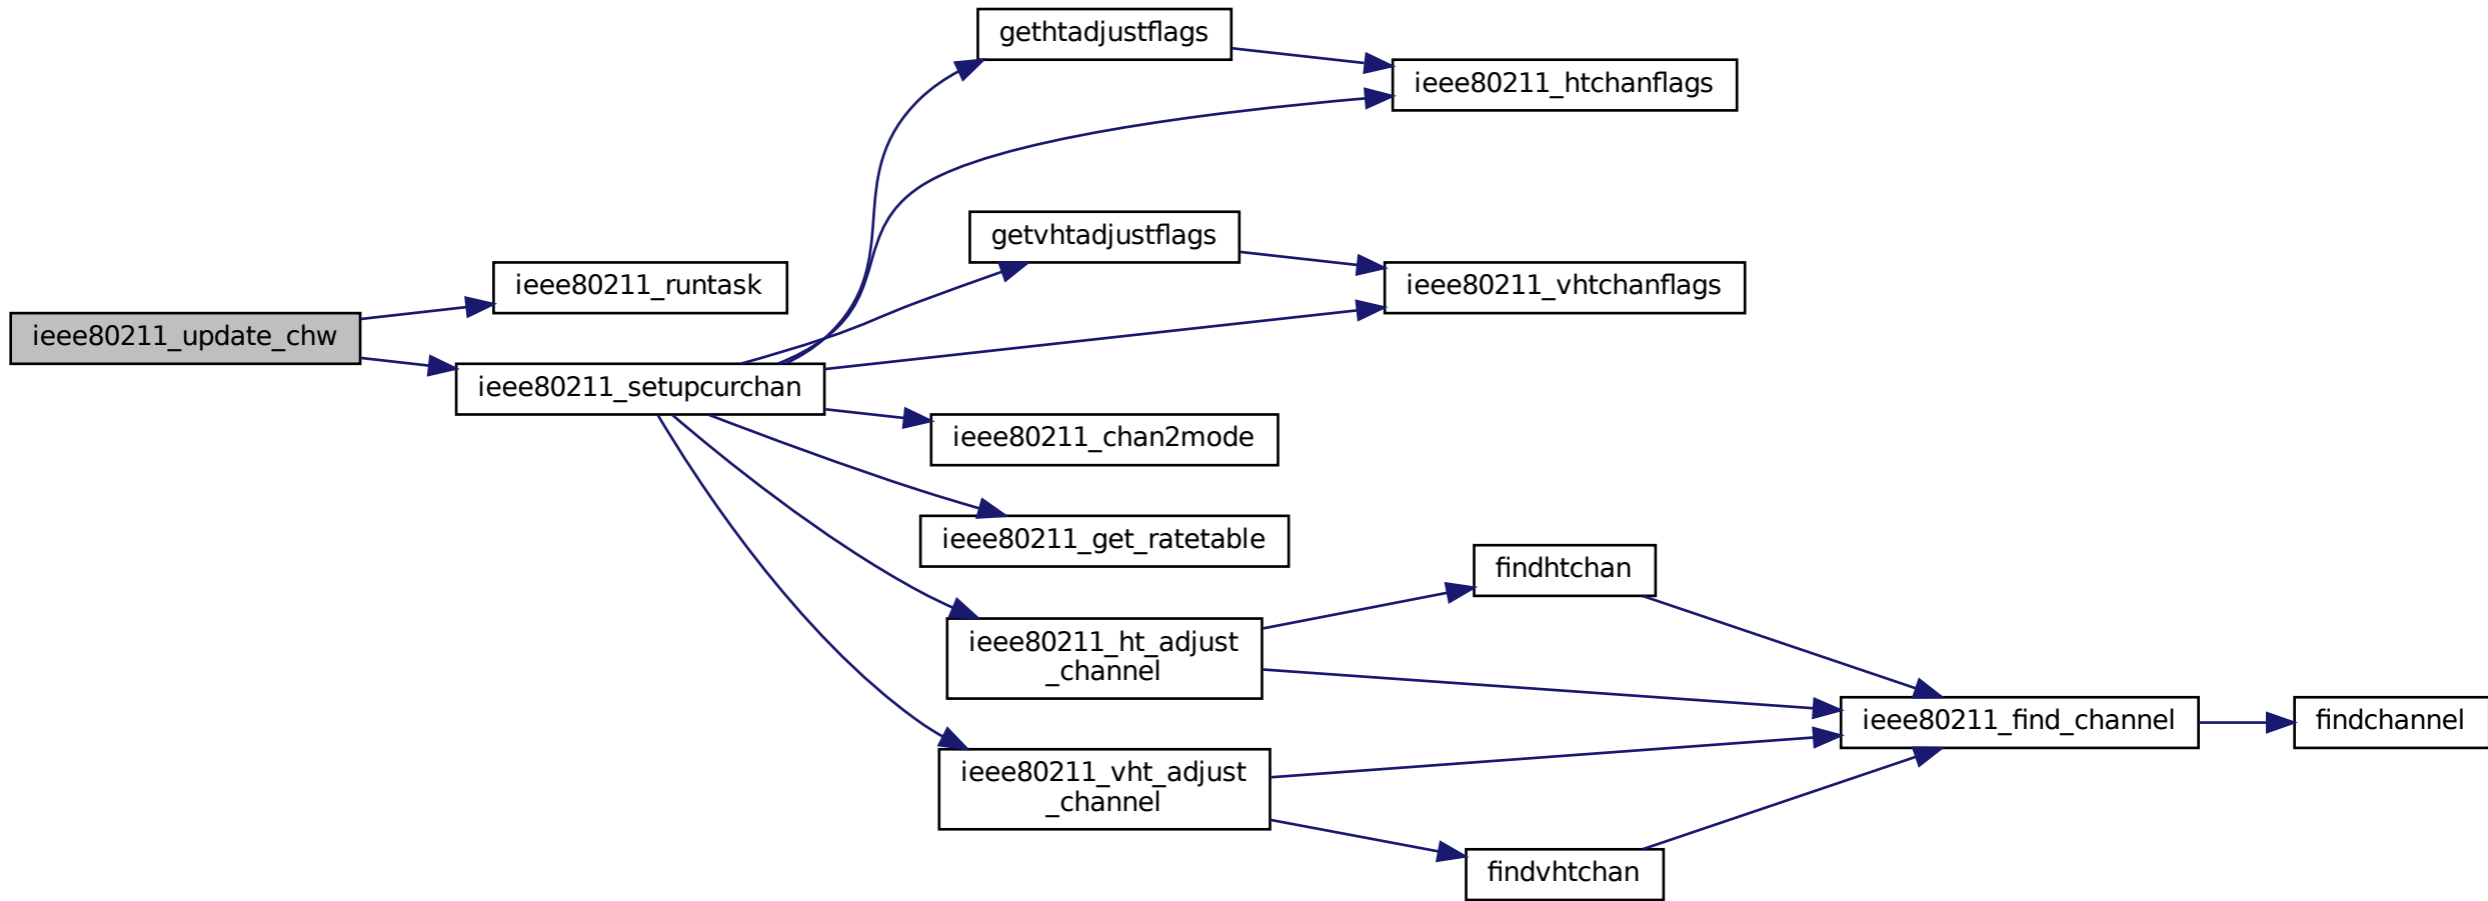 gethtadjustflags
ieee80211_htchanflags
getvhtadjustflags
ieee80211_runtask
ieee80211_vhtchanflags
ieee80211_update_chw
ieee80211_setupcurchan
ieee80211_chan2mode
ieee80211_get_ratetable
findhtchan
ieee80211_ht_adjust
_channel
ieee80211_find_channel
findchannel
ieee80211_vht_adjust
_channel
findvhtchan